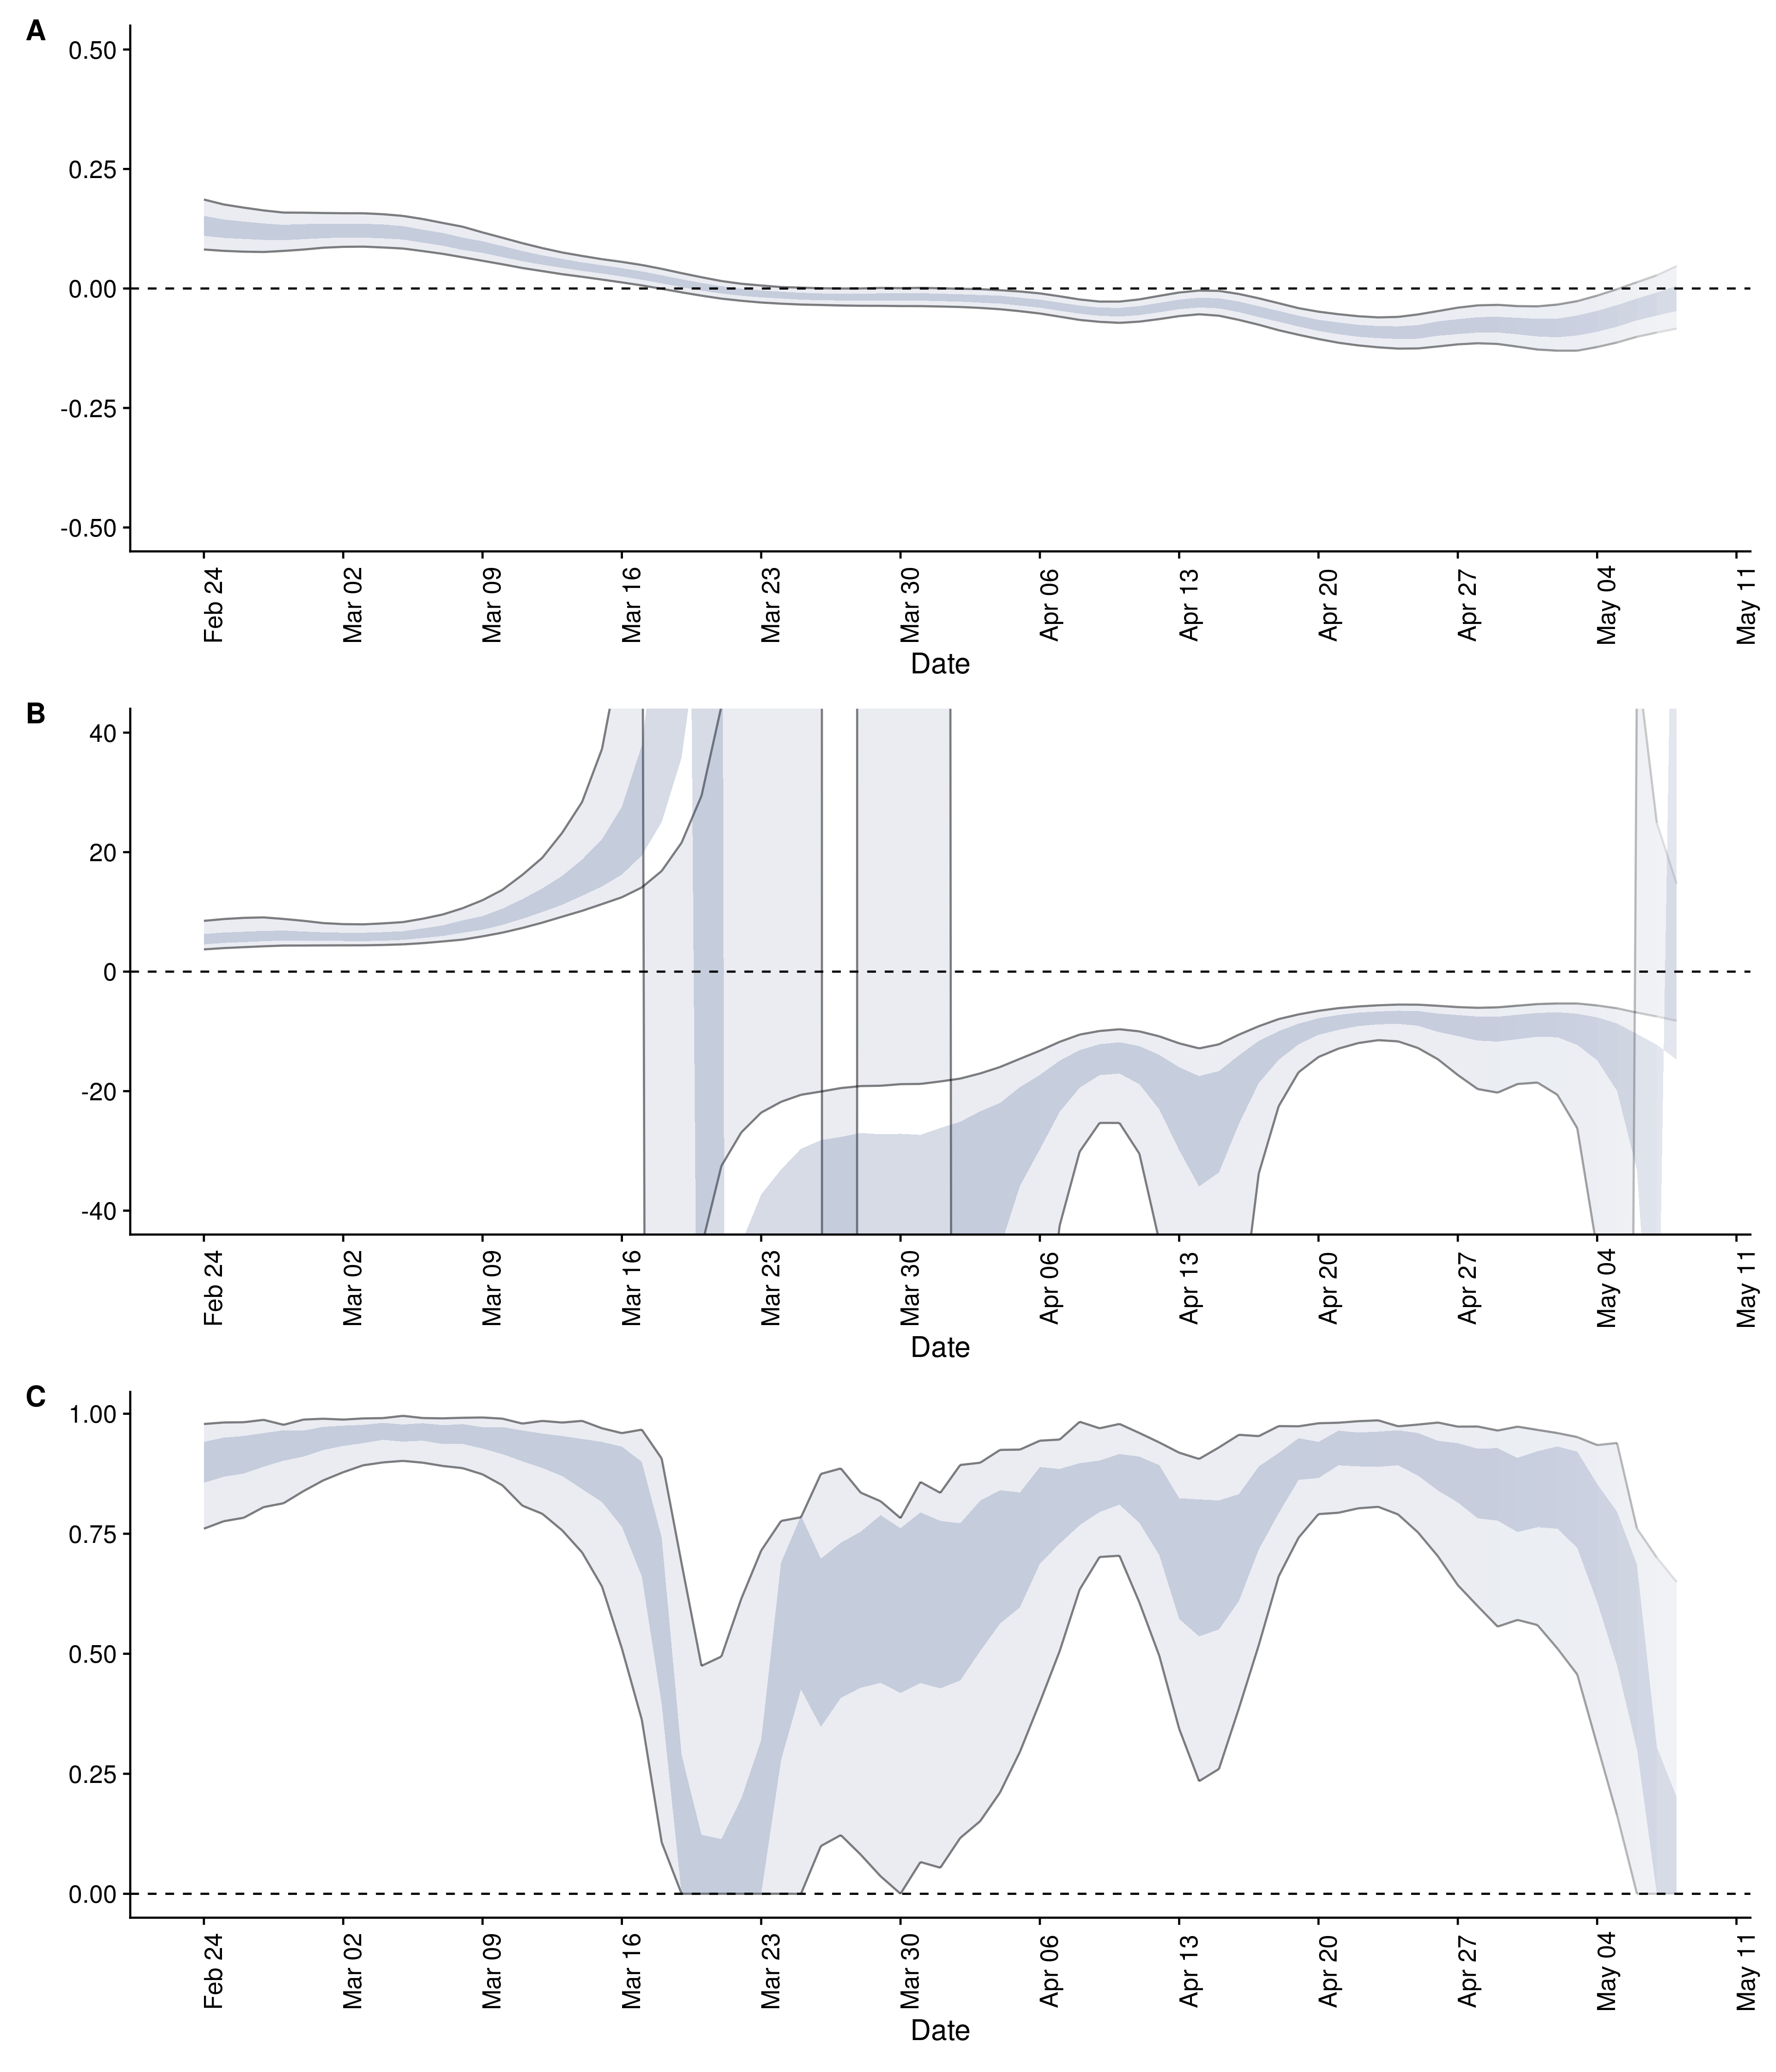 A
0.50
0.25
0.00
-0.25
-0.50
Feb 24
Mar 02
Mar 09
Mar 16
Mar 23
Mar 30
Apr 06
Apr 13
Apr 20
Apr 27
May 04
May 11
Date
B
40
20
0
-20
-40
Feb 24
Mar 02
Mar 09
Mar 16
Mar 23
Mar 30
Apr 06
Apr 13
Apr 20
Apr 27
May 04
May 11
Date
C
1.00
0.75
0.50
0.25
0.00
Feb 24
Mar 02
Mar 09
Mar 16
Mar 23
Mar 30
Apr 06
Apr 13
Apr 20
Apr 27
May 04
May 11
Date